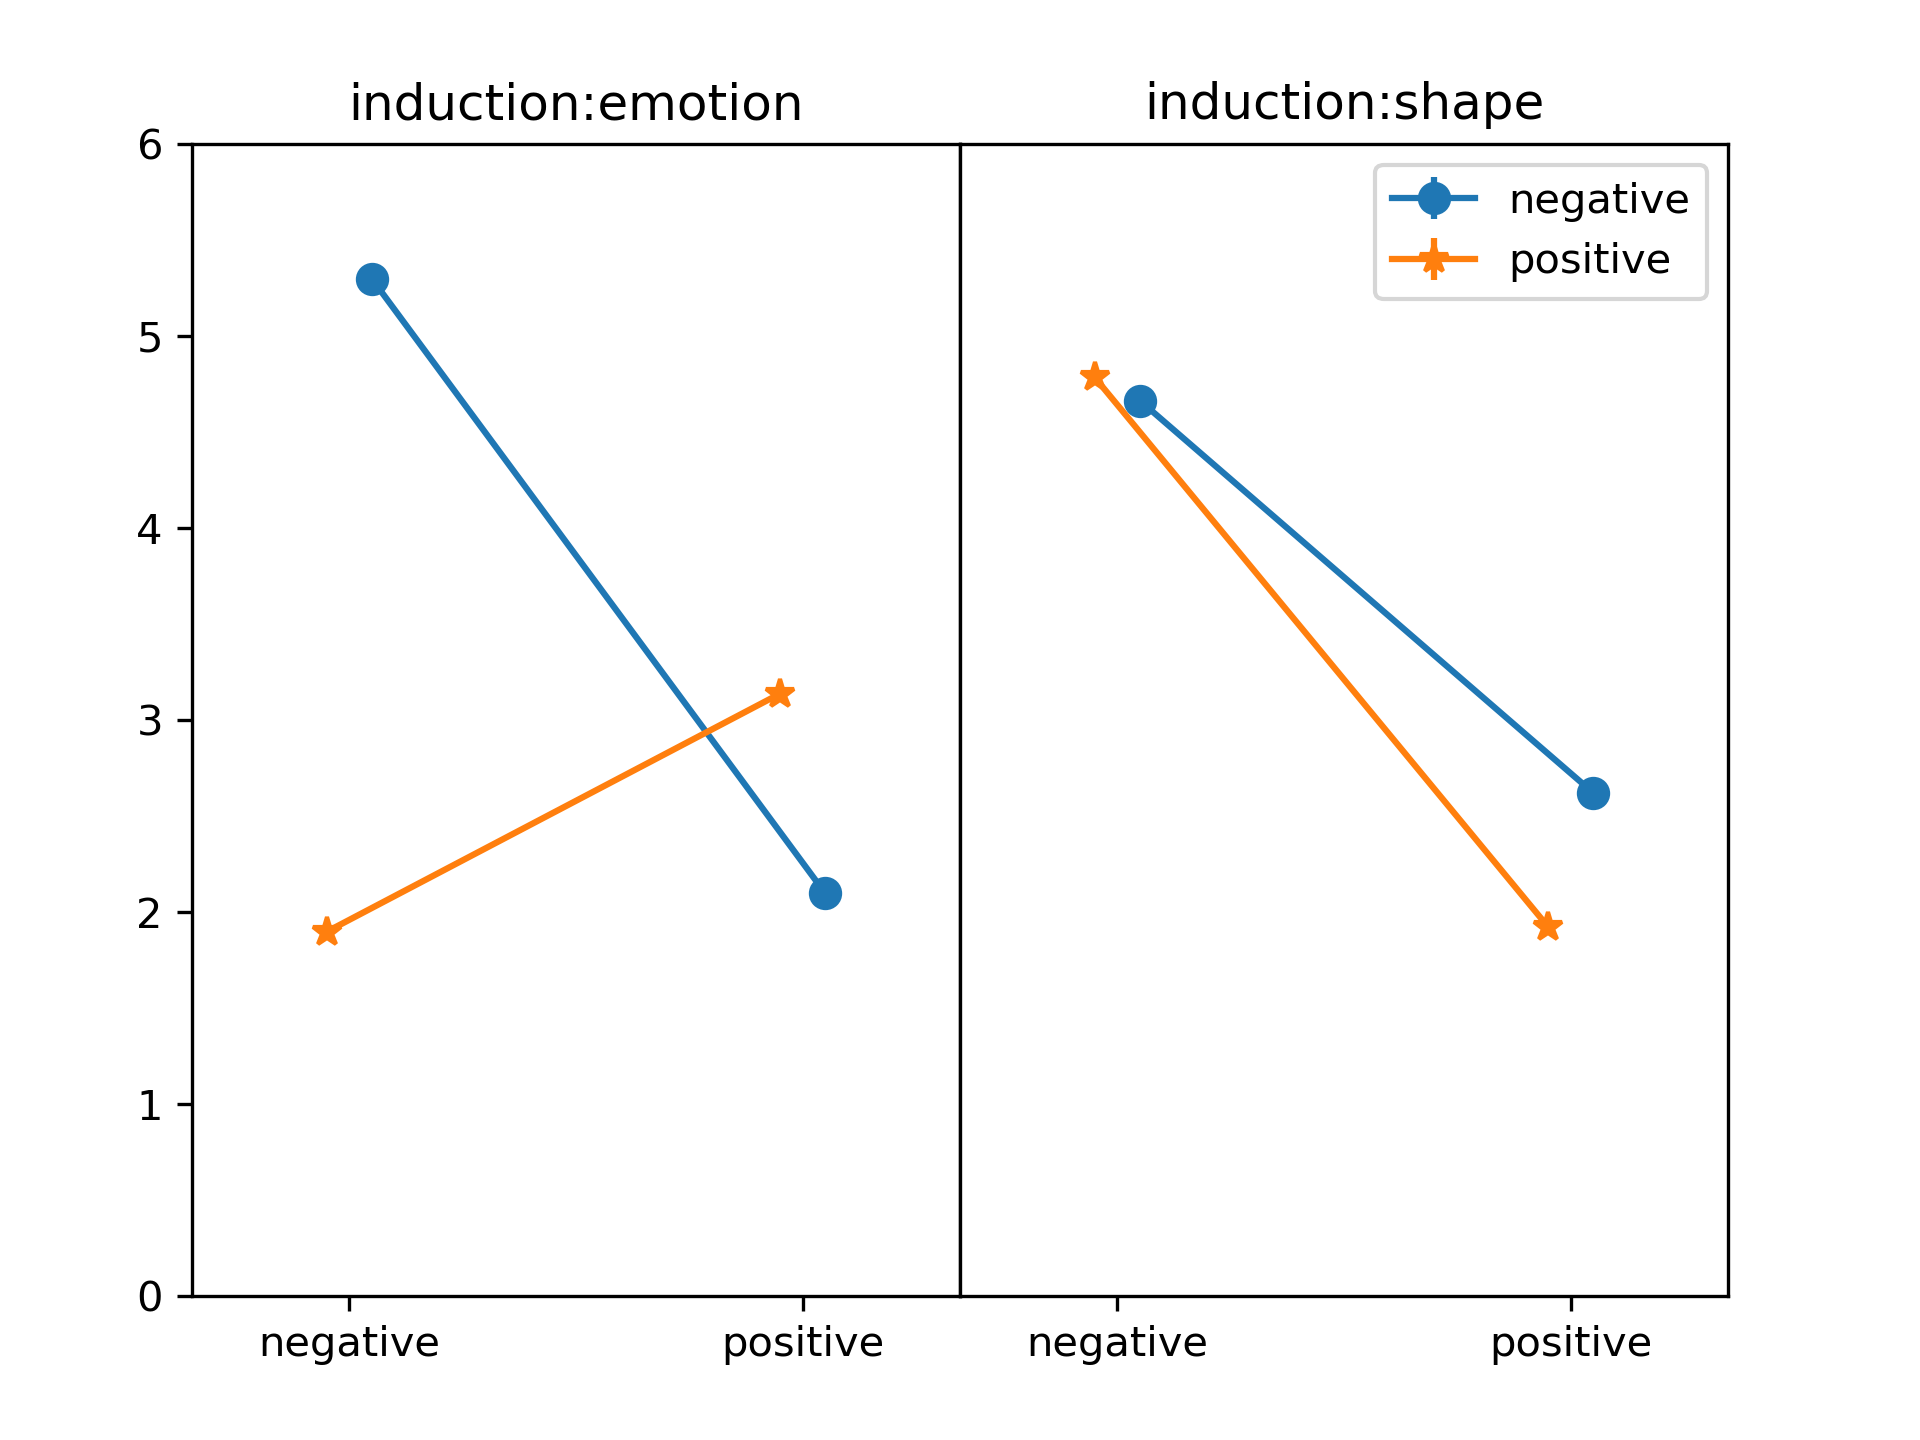 induction:emotion
induction:shape
negative
positive
6
5
4
3
2
1
0
negative
positive
negative
positive